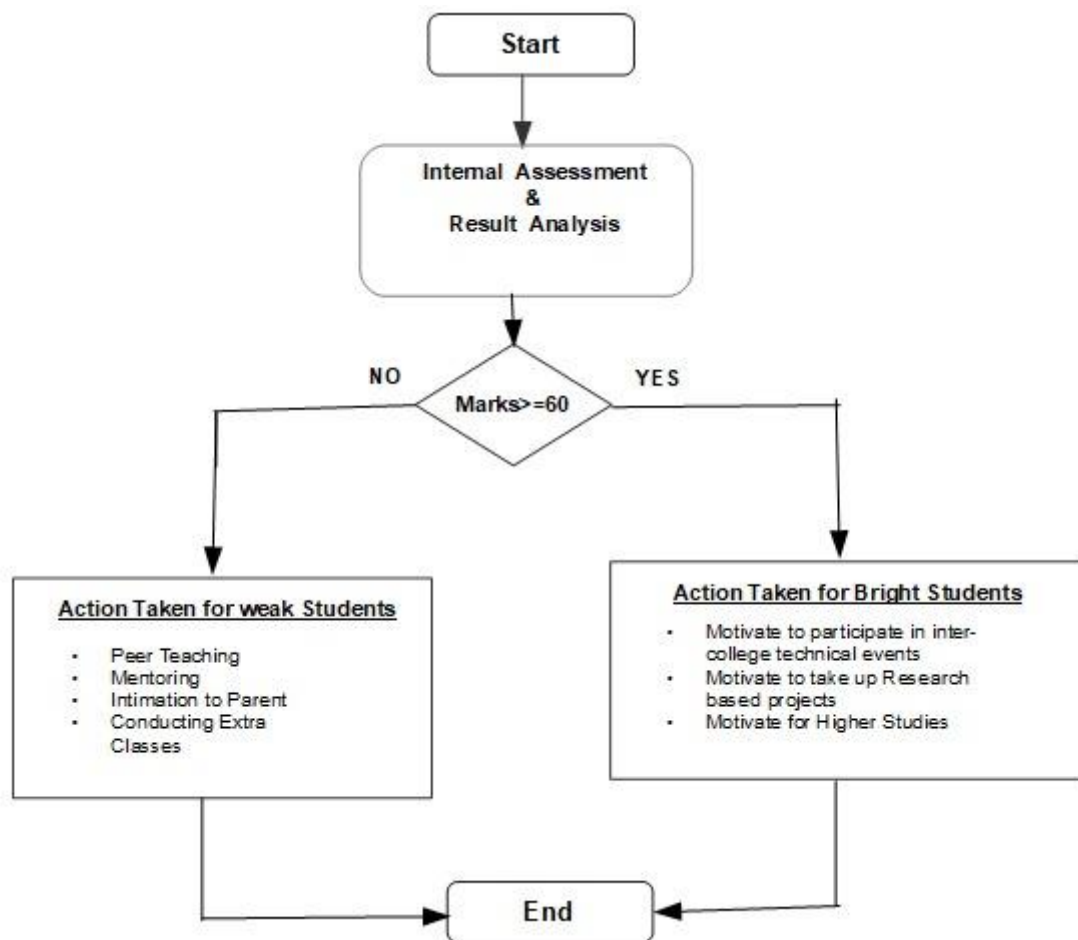 Start
Internal Assessment
&
Result Analysis
NO
YES
Marks>=60
Action Taken for weak Students
• Peer Teaching
• Mentoring
• Intimation to Parent
• Conducting Extra
Classes
Action Taken for Bright Students
• Motivate to participate in inter-
college technical events
• Motivate to take up Research
based projects
• Motivate for Higher Studies
End